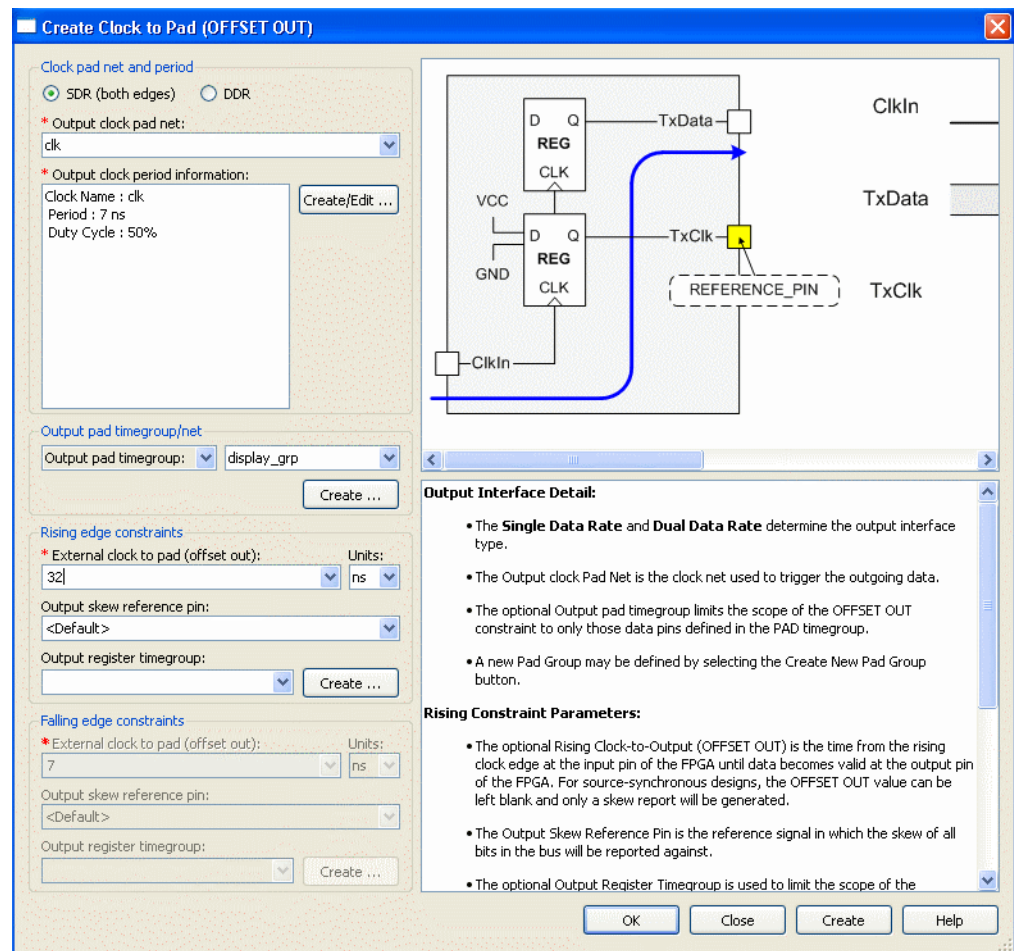 Create Clock to Pad (OFFSET OUT)
Clock pad net and period
SDR (both edges) DDR
* Output clock pad net:
clk
* Output clock period information:
Clock Name : clk
Period : 7 ns
Duty Cycle : 50%
Create/Edit ...
Output pad timegroup/net
Output pad timegroup: display_grp
Create ...
Rising edge constraints
* External clock to pad (offset out): Units:
32 ns
Output skew reference pin:
<Default>
Output register timegroup:
Create ...
Falling edge constraints
* External clock to pad (offset out): Units:
7 ns
Output skew reference pin:
<Default>
Output register timegroup:
Create ...
D Q
REG
CLK
TxData
VCC
GND
D Q
REG
CLK
TxClk
REFERENCE_PIN
ClkIn
ClkIn
TxData
TxClk
Output Interface Detail:
• The Single Data Rate and Dual Data Rate determine the output interface
type.
• The Output clock Pad Net is the clock net used to trigger the outgoing data.
• The optional Output pad timegroup limits the scope of the OFFSET OUT
constraint to only those data pins defined in the PAD timegroup.
• A new Pad Group may be defined by selecting the Create New Pad Group
button.
Rising Constraint Parameters:
• The optional Rising Clock-to-Output (OFFSET OUT) is the time from the rising
clock edge at the input pin of the FPGA until data becomes valid at the output pin
of the FPGA. For source-synchronous designs, the OFFSET OUT value can be
left blank and only a skew report will be generated.
• The Output Skew Reference Pin is the reference signal in which the skew of all
bits in the bus will be reported against.
• The optional Output Register Timegroup is used to limit the scope of the
OK Close Create Help